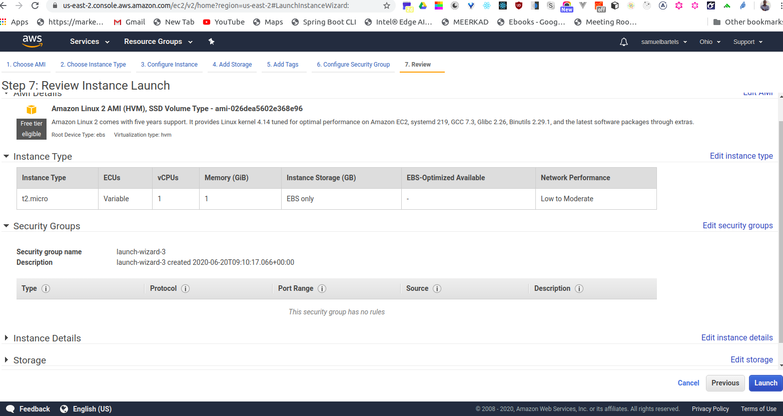 us-east-2.console.aws.amazon.com/ec2/v2/home?region=us-east-2#LaunchInstanceWizard:
New
Apps https://marke... Gmail New Tab YouTube Maps Spring Boot CLI Intel® Edge AI... MEERKAD Ebooks - Goog... Meeting Roo... Other bookmark
aws Services Resource Groups samuelbartels Ohio Support
1. Choose AMI 2. Choose Instance Type 3. Configure Instance 4. Add Storage 5. Add Tags 6. Configure Security Group 7. Review
Step 7: Review Instance Launch
AMI Details Edit AMI
Amazon Linux 2 AMI (HVM), SSD Volume Type - ami-026dea5602e368e96
Free tier eligible
Amazon Linux 2 comes with five years support. It provides Linux kernel 4.14 tuned for optimal performance on Amazon EC2, systemd 219, GCC 7.3, Glibc 2.26, Binutils 2.29.1, and the latest software packages through extras.
Root Device Type: ebs Virtualization type: hvm
Instance Type Edit instance type
Instance Type ECUs vCPUs Memory (GiB) Instance Storage (GB) EBS-Optimized Available Network Performance
t2.micro Variable 1 1 EBS only - Low to Moderate
Security Groups Edit security groups
Security group name launch-wizard-3
Description launch-wizard-3 created 2020-06-20T09:10:17.066+00:00
Type Protocol Port Range Source Description
This security group has no rules
Instance Details Edit instance details
Storage Edit storage
Cancel Previous Launch
Feedback English (US) © 2008 - 2020, Amazon Web Services, Inc. or its affiliates. All rights reserved. Privacy Policy Terms of Use